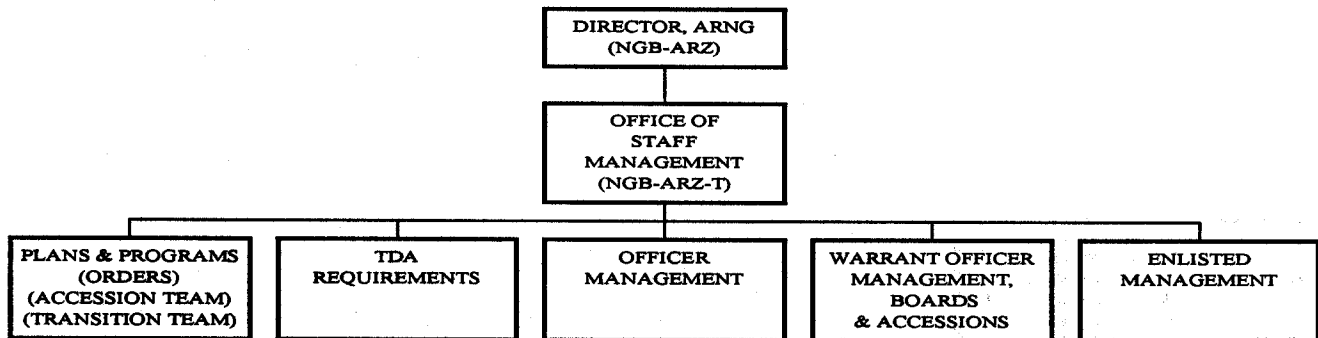 DIRECTOR, ARNG
(NGB-ARZ)
OFFICE OF
STAFF
MANAGEMENT
(NGB-ARZ-T)
PLANS & PROGRAMS
(ORDERS)
(ACCESSION TEAM)
(TRANSITION TEAM)
TDA
REQUIREMENTS
OFFICER
MANAGEMENT
WARRANT OFFICER
MANAGEMENT,
BOARDS
& ACCESSIONS
ENLISTED
MANAGEMENT